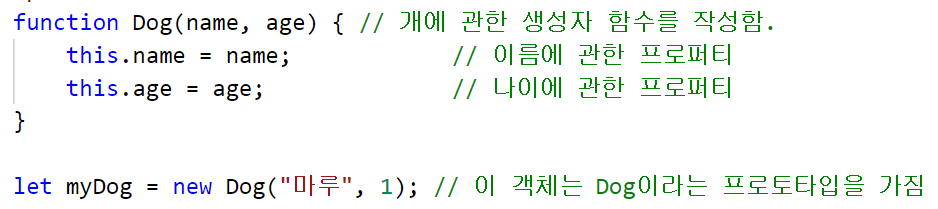 function Dog(name, age) { // 개에 관한 생성자 함수를 작성함.
this.name = name; // 이름에 관한 프로퍼티
this.age = age; // 나이에 관한 프로퍼티
}
let myDog = new Dog("마루", 1); // 이 객체는 Dog이라는 프로토타입을 가짐